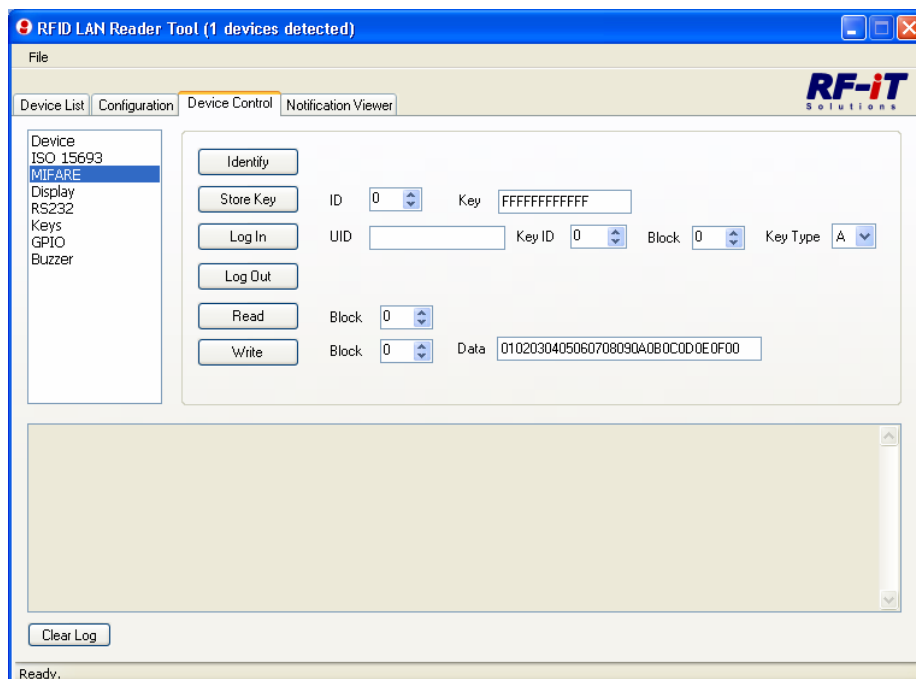 RFID LAN Reader Tool (1 devices detected)
File
RF-iT
Solutions
Device List Configuration Device Control Notification Viewer
Device
ISO 15693
MIFARE
Display
RS232
Keys
GPIO
Buzzer
Identify
Store Key ID 0 Key FFFFFFFFFFFF
Log In UID Key ID 0 Block 0 Key Type A
Log Out
Read Block 0
Write Block 0 Data 0102030405060708090A0B0C0D0E0F00
Clear Log
Ready.